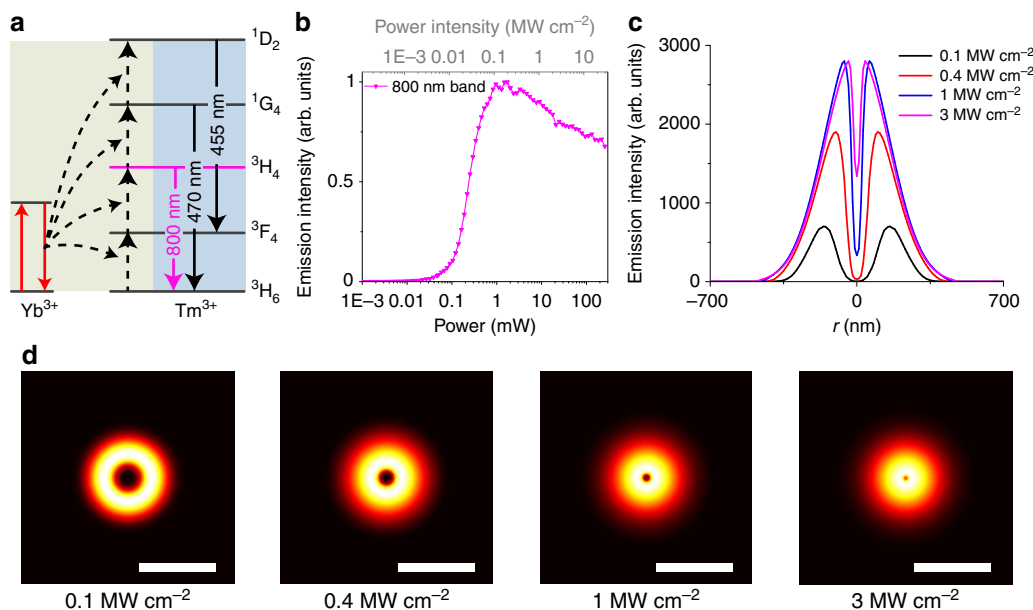 a
¹D₂
¹G₄
³H₄
³F₄
³H₆
455 nm
470 nm
800 nm
Yb³⁺
Tm³⁺
b
Power intensity (MW cm⁻²)
1E−3 0.01 0.1 1 10
Emission intensity (arb. units)
1
0.5
0
800 nm band
1E−3 0.01 0.1 1 10 100
Power (mW)
c
Emission intensity (arb. units)
3000
2000
1000
0
0.1 MW cm⁻²
0.4 MW cm⁻²
1 MW cm⁻²
3 MW cm⁻²
−700 0 700
r (nm)
d
0.1 MW cm⁻²
0.4 MW cm⁻²
1 MW cm⁻²
3 MW cm⁻²